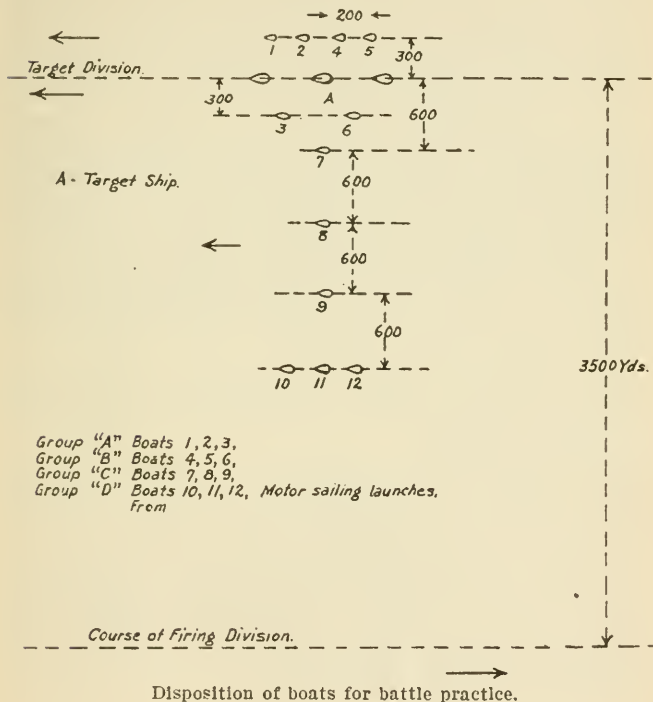 200
1 2 4 5
300
Target Division.
300
A
600
3 6
7
A - Target Ship.
600
8
600
9
600
3500 Yds.
10 11 12
Group "A" Boats 1, 2, 3,
Group "B" Boats 4, 5, 6,
Group "C" Boats 7, 8, 9,
Group "D" Boats 10, 11, 12, Motor sailing launches.
From
Course of Firing Division.
Disposition of boats for battle practice.